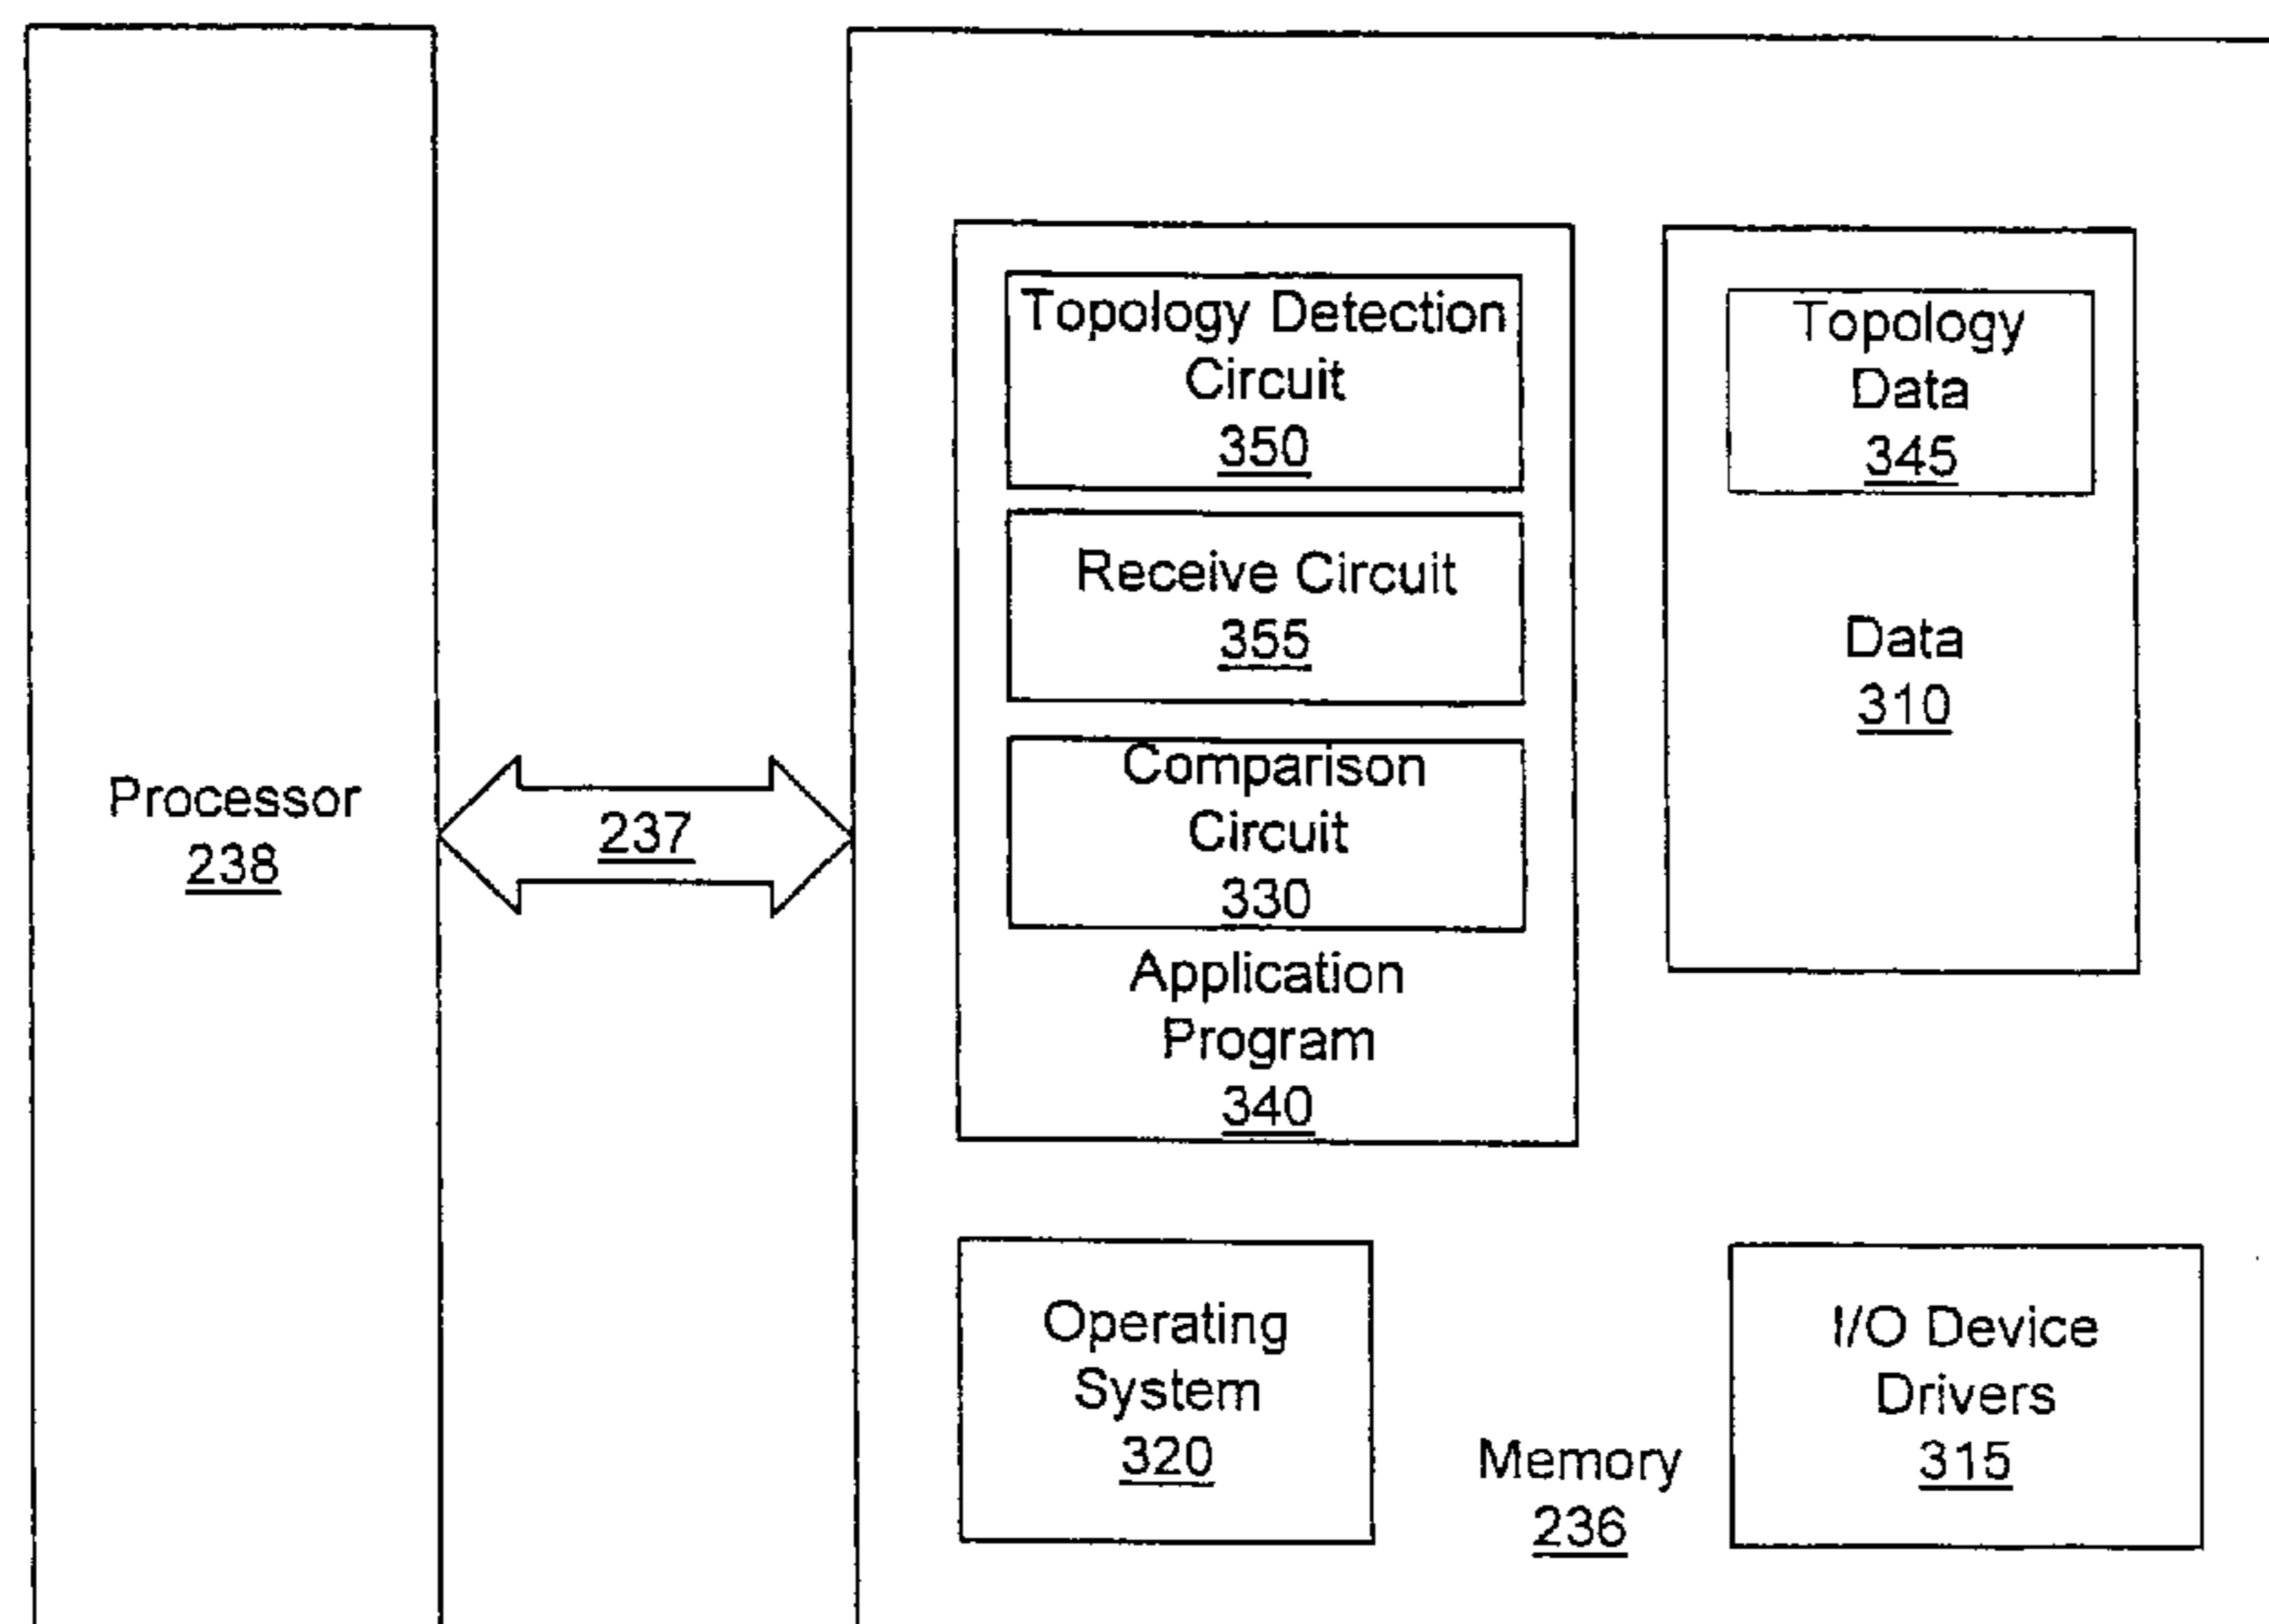 Processor
238
237
Topology Detection
Circuit
350
Receive Circuit
355
Comparison
Circuit
330
Application
Program
340
Topology
Data
345
Data
310
Operating
System
320
Memory
236
I/O Device
Drivers
315